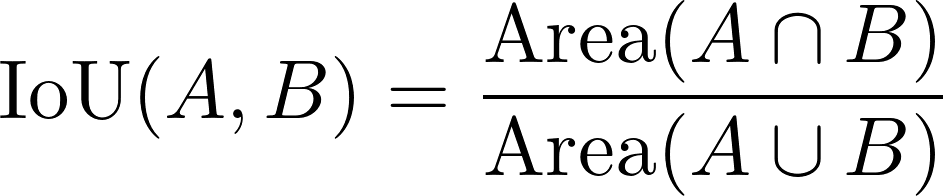 IoU(A, B) = Area(A ∩ B) / Area(A ∪ B)